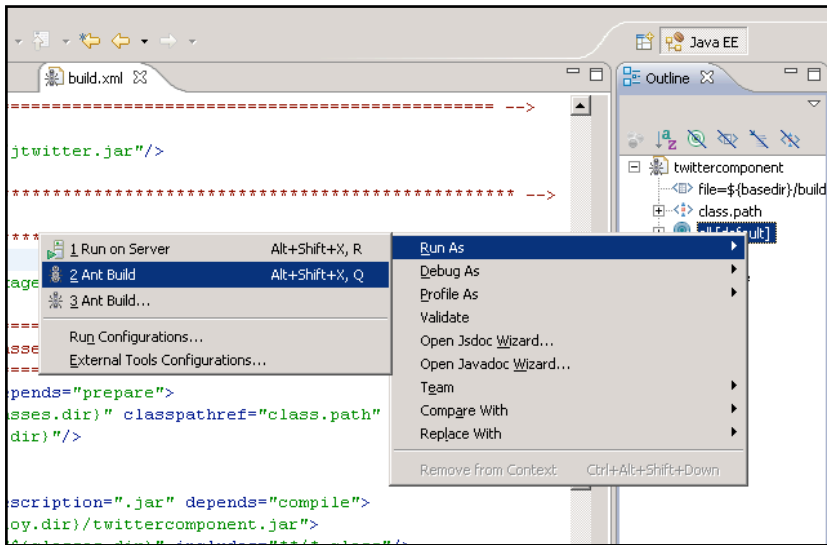 Java EE
build.xml
Outline
================================================ -->
jtwitter.jar"/>
************************************************** -->
twittercomponent
file=${basedir}/build
class.path
[default]
1 Run on Server Alt+Shift+X, R
2 Ant Build Alt+Shift+X, Q
3 Ant Build...
Run Configurations...
External Tools Configurations...
Run As
Debug As
Profile As
Validate
Open Jsdoc Wizard...
Open Javadoc Wizard...
Team
Compare With
Replace With
Remove from Context Ctrl+Alt+Shift+Down
pends="prepare">
sses.dir}" classpathref="class.path"
dir}"/>
scription=".jar" depends="compile">
oy.dir}/twittercomponent.jar">